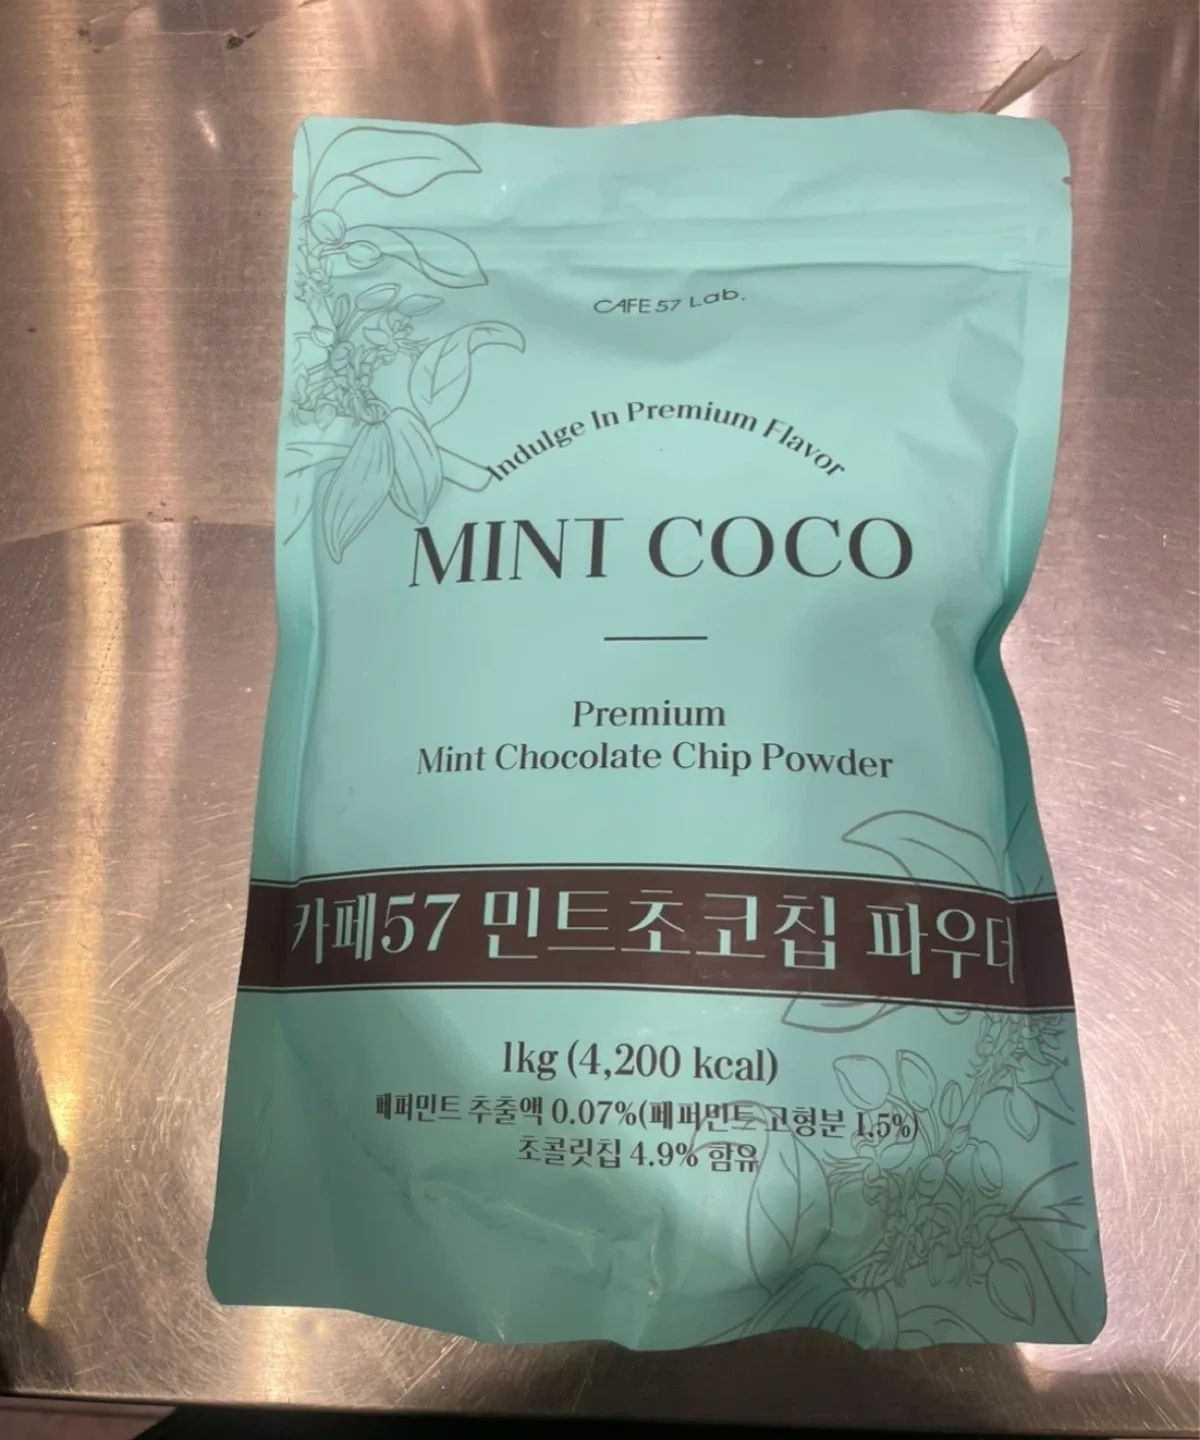 CAFE 57 Lab.
Indulge In Premium Flavor
MINT COCO
Premium
Mint Chocolate Chip Powder
카페57 민트초코칩 파우더
1kg (4,200 kcal)
페퍼민트 추출액 0.07%(페퍼민트 고형분 1.5%)
초콜릿칩 4.9% 함유